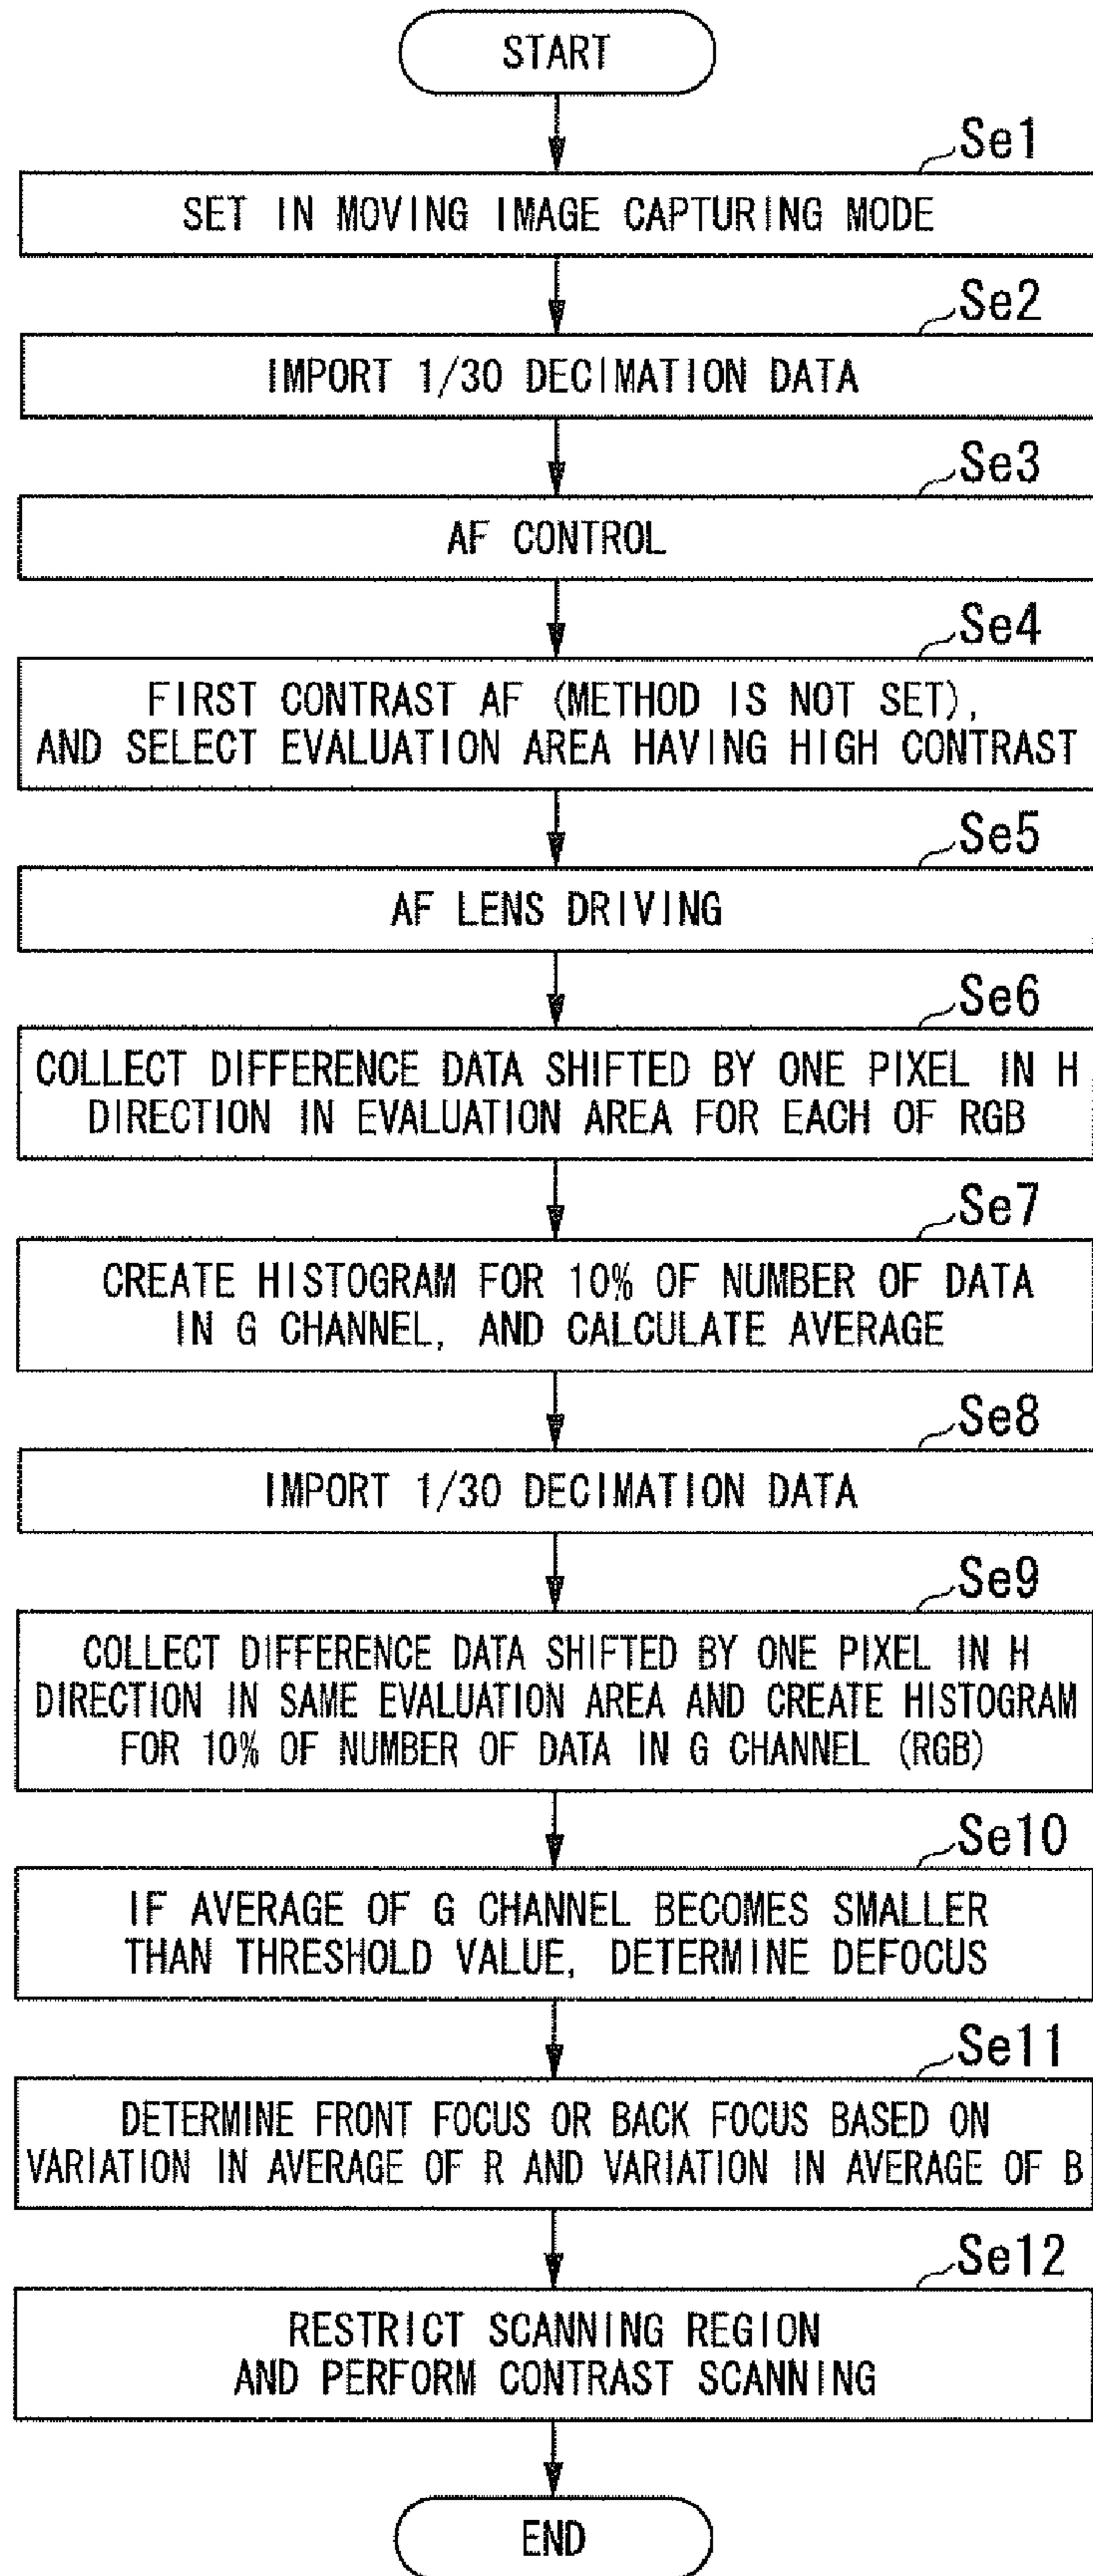 START
Se1
SET IN MOVING IMAGE CAPTURING MODE
Se2
IMPORT 1/30 DECIMATION DATA
Se3
AF CONTROL
Se4
FIRST CONTRAST AF (METHOD IS NOT SET),
AND SELECT EVALUATION AREA HAVING HIGH CONTRAST
Se5
AF LENS DRIVING
Se6
COLLECT DIFFERENCE DATA SHIFTED BY ONE PIXEL IN H
DIRECTION IN EVALUATION AREA FOR EACH OF RGB
Se7
CREATE HISTOGRAM FOR 10% OF NUMBER OF DATA
IN G CHANNEL, AND CALCULATE AVERAGE
Se8
IMPORT 1/30 DECIMATION DATA
Se9
COLLECT DIFFERENCE DATA SHIFTED BY ONE PIXEL IN H
DIRECTION IN SAME EVALUATION AREA AND CREATE HISTOGRAM
FOR 10% OF NUMBER OF DATA IN G CHANNEL (RGB)
Se10
IF AVERAGE OF G CHANNEL BECOMES SMALLER
THAN THRESHOLD VALUE, DETERMINE DEFOCUS
Se11
DETERMINE FRONT FOCUS OR BACK FOCUS BASED ON
VARIATION IN AVERAGE OF R AND VARIATION IN AVERAGE OF B
Se12
RESTRICT SCANNING REGION
AND PERFORM CONTRAST SCANNING
END